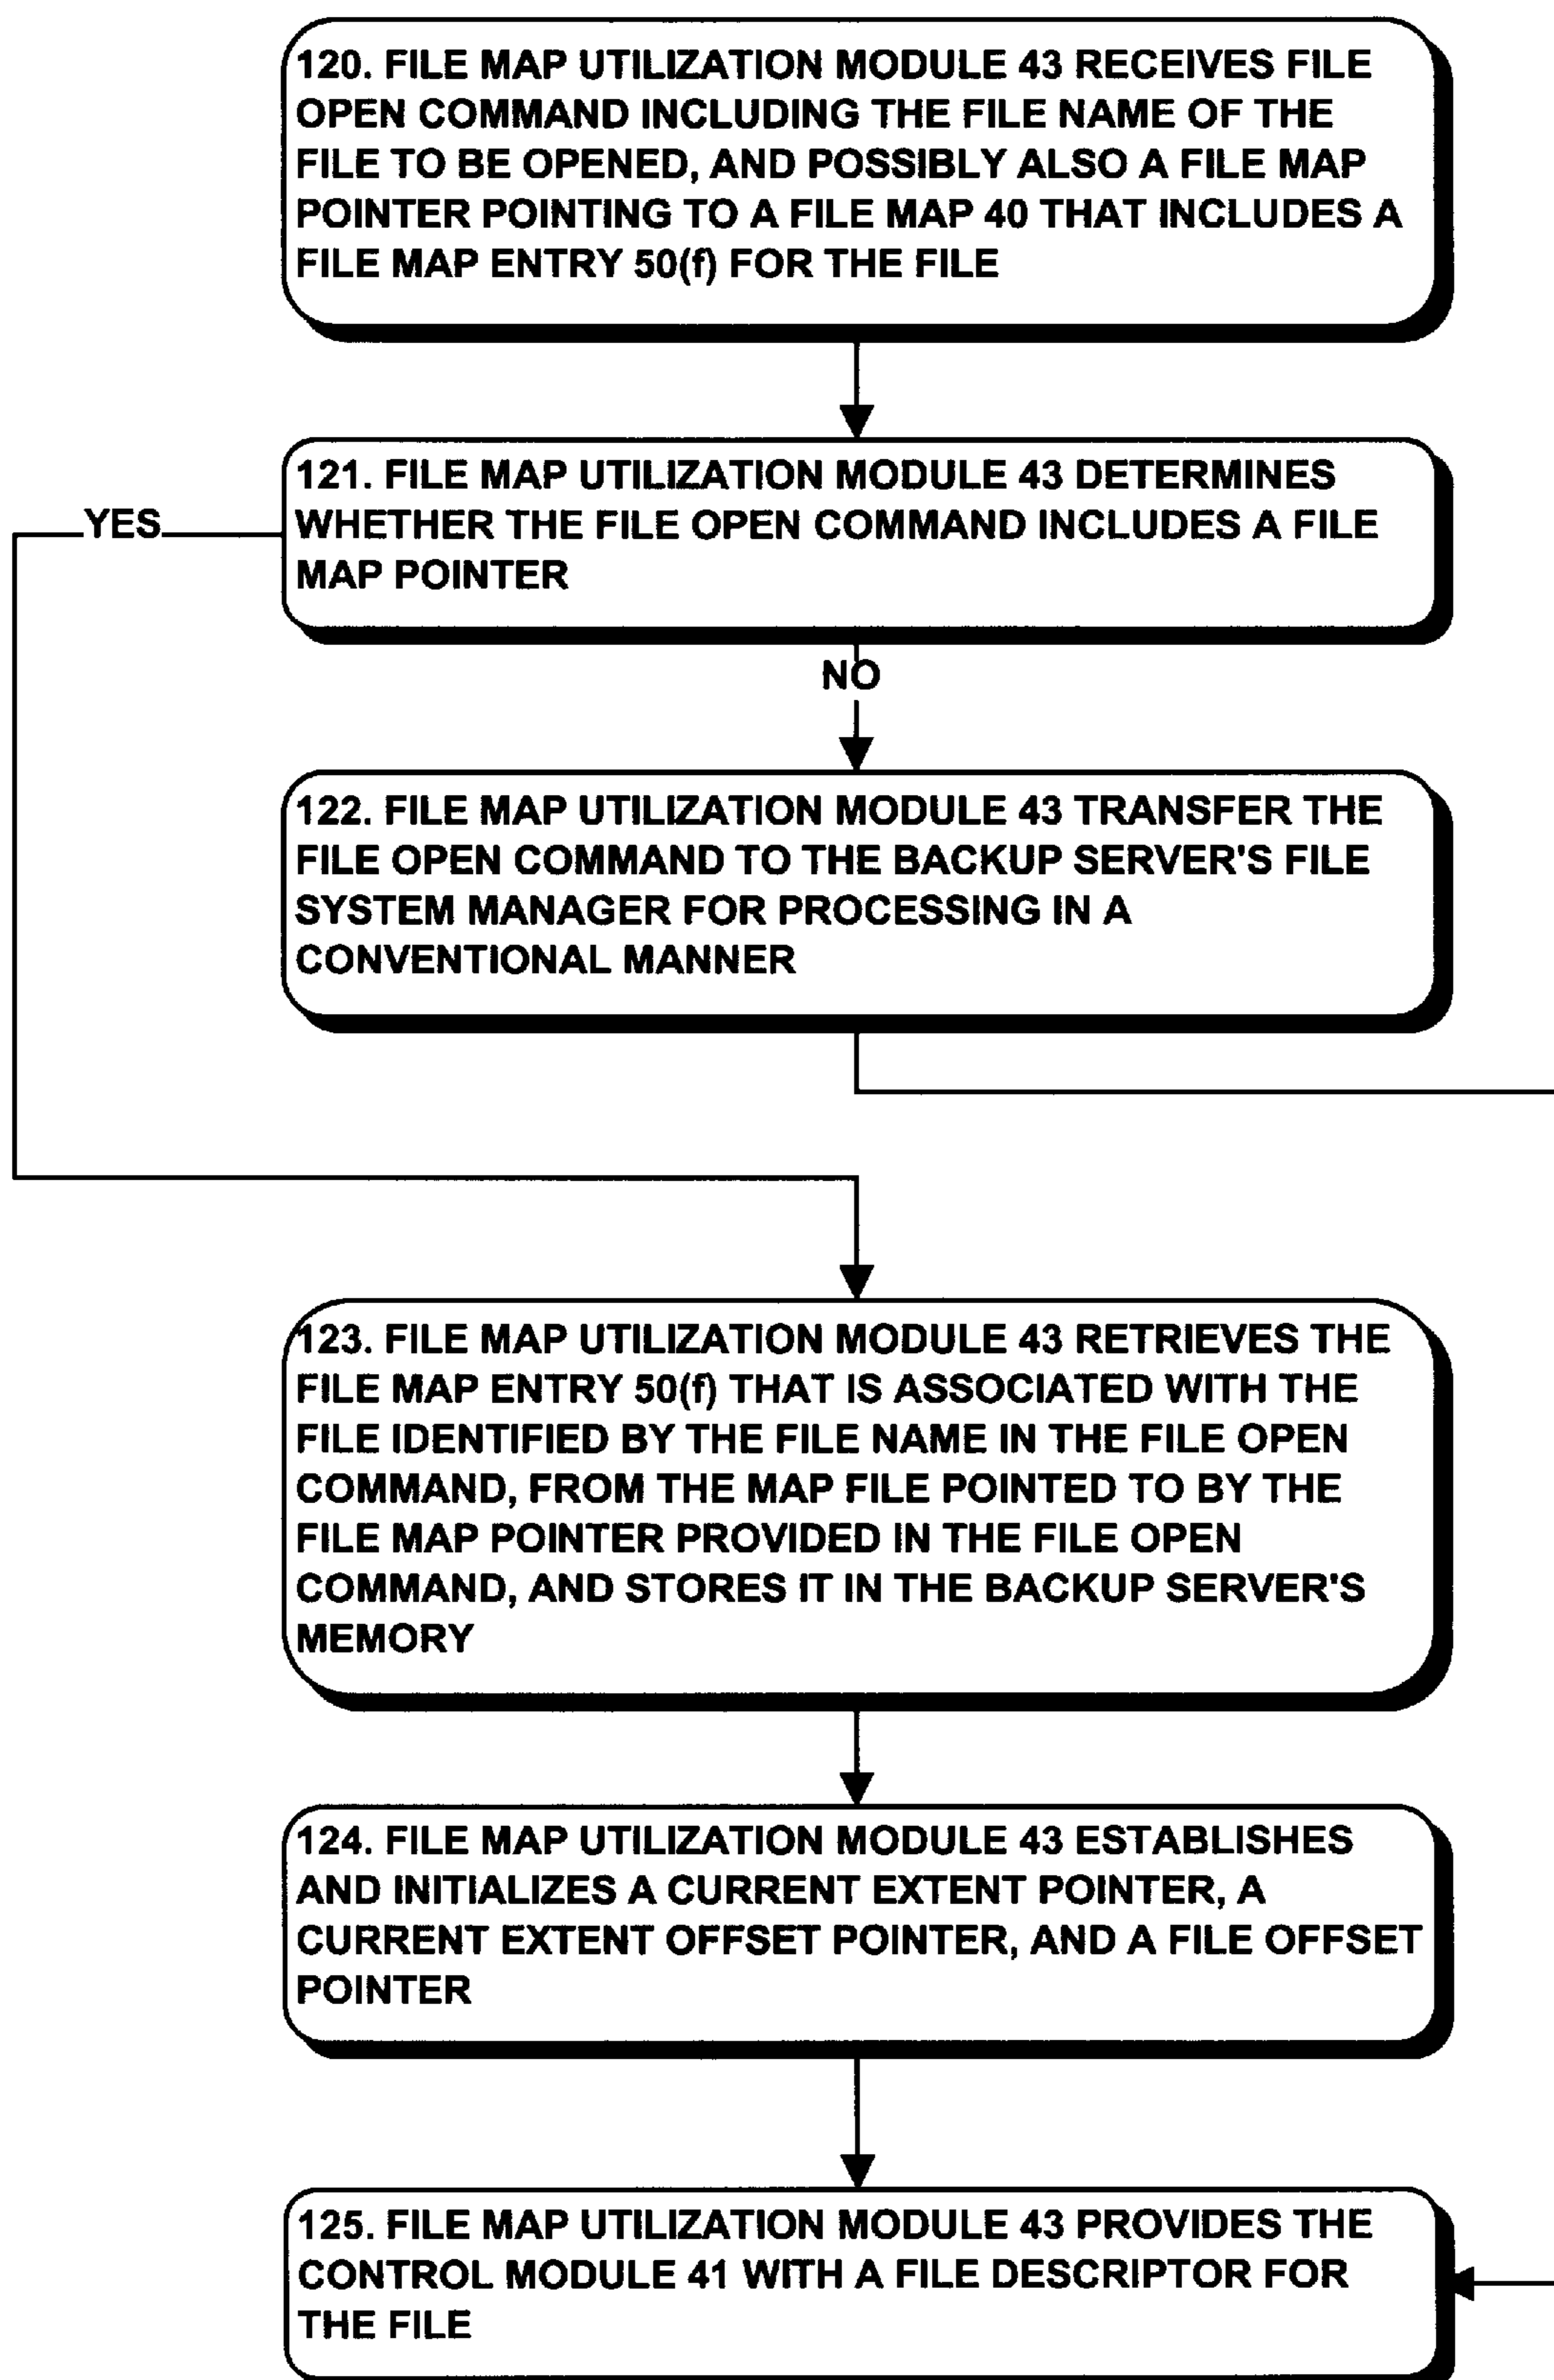 120. FILE MAP UTILIZATION MODULE 43 RECEIVES FILE
OPEN COMMAND INCLUDING THE FILE NAME OF THE
FILE TO BE OPENED, AND POSSIBLY ALSO A FILE MAP
POINTER POINTING TO A FILE MAP 40 THAT INCLUDES A
FILE MAP ENTRY 50(f) FOR THE FILE
121. FILE MAP UTILIZATION MODULE 43 DETERMINES
WHETHER THE FILE OPEN COMMAND INCLUDES A FILE
MAP POINTER
YES
NO
122. FILE MAP UTILIZATION MODULE 43 TRANSFER THE
FILE OPEN COMMAND TO THE BACKUP SERVER'S FILE
SYSTEM MANAGER FOR PROCESSING IN A
CONVENTIONAL MANNER
123. FILE MAP UTILIZATION MODULE 43 RETRIEVES THE
FILE MAP ENTRY 50(f) THAT IS ASSOCIATED WITH THE
FILE IDENTIFIED BY THE FILE NAME IN THE FILE OPEN
COMMAND, FROM THE MAP FILE POINTED TO BY THE
FILE MAP POINTER PROVIDED IN THE FILE OPEN
COMMAND, AND STORES IT IN THE BACKUP SERVER'S
MEMORY
124. FILE MAP UTILIZATION MODULE 43 ESTABLISHES
AND INITIALIZES A CURRENT EXTENT POINTER, A
CURRENT EXTENT OFFSET POINTER, AND A FILE OFFSET
POINTER
125. FILE MAP UTILIZATION MODULE 43 PROVIDES THE
CONTROL MODULE 41 WITH A FILE DESCRIPTOR FOR
THE FILE